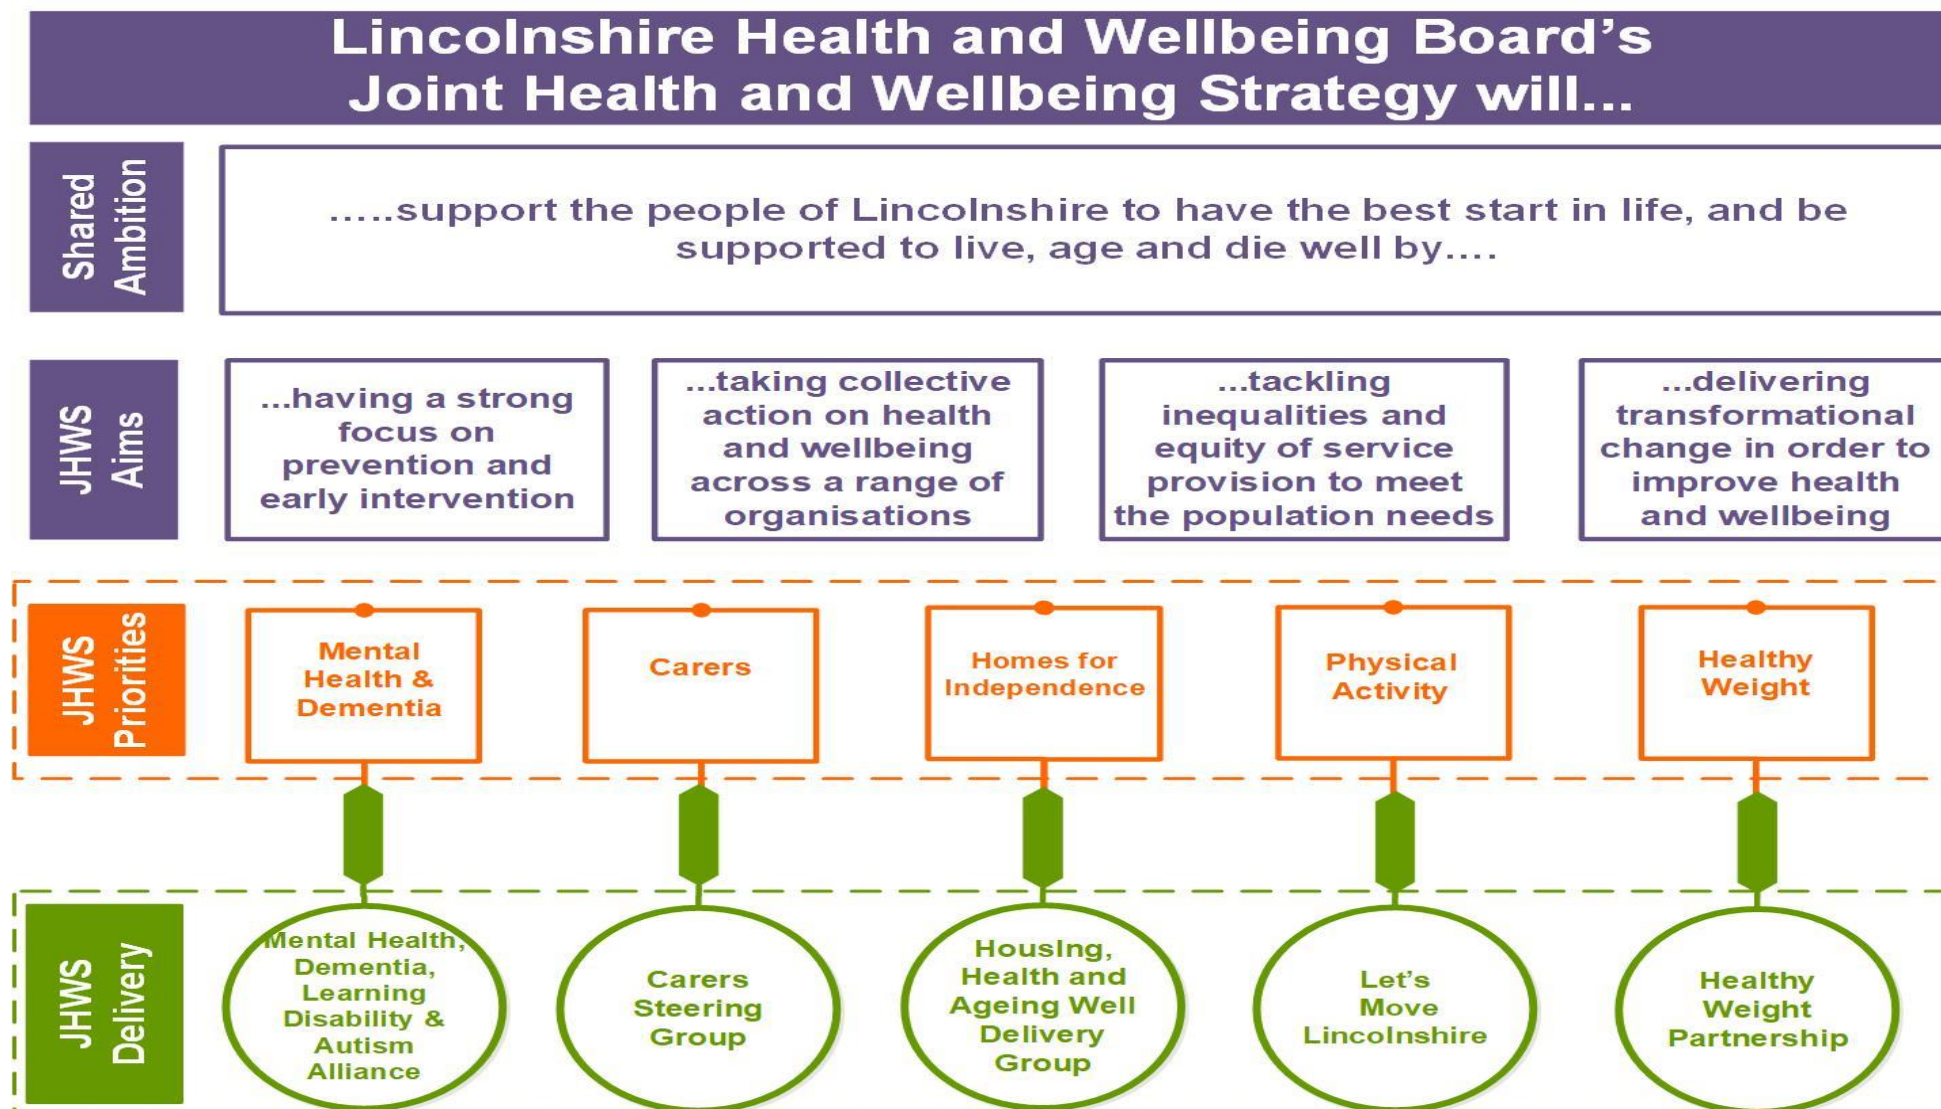 Lincolnshire Health and Wellbeing Board’s
Joint Health and Wellbeing Strategy will...
Shared
Ambition
.....support the people of Lincolnshire to have the best start in life, and be
supported to live, age and die well by....
JHWS
Aims
...having a strong
focus on
prevention and
early intervention
...taking collective
action on health
and wellbeing
across a range of
organisations
...tackling
inequalities and
equity of service
provision to meet
the population needs
...delivering
transformational
change in order to
improve health
and wellbeing
JHWS
Priorities
Mental
Health &
Dementia
Carers
Homes for
Independence
Physical
Activity
Healthy
Weight
JHWS
Delivery
Mental Health,
Dementia,
Learning
Disability &
Autism
Alliance
Carers
Steering
Group
Housing,
Health and
Ageing Well
Delivery
Group
Let’s
Move
Lincolnshire
Healthy
Weight
Partnership